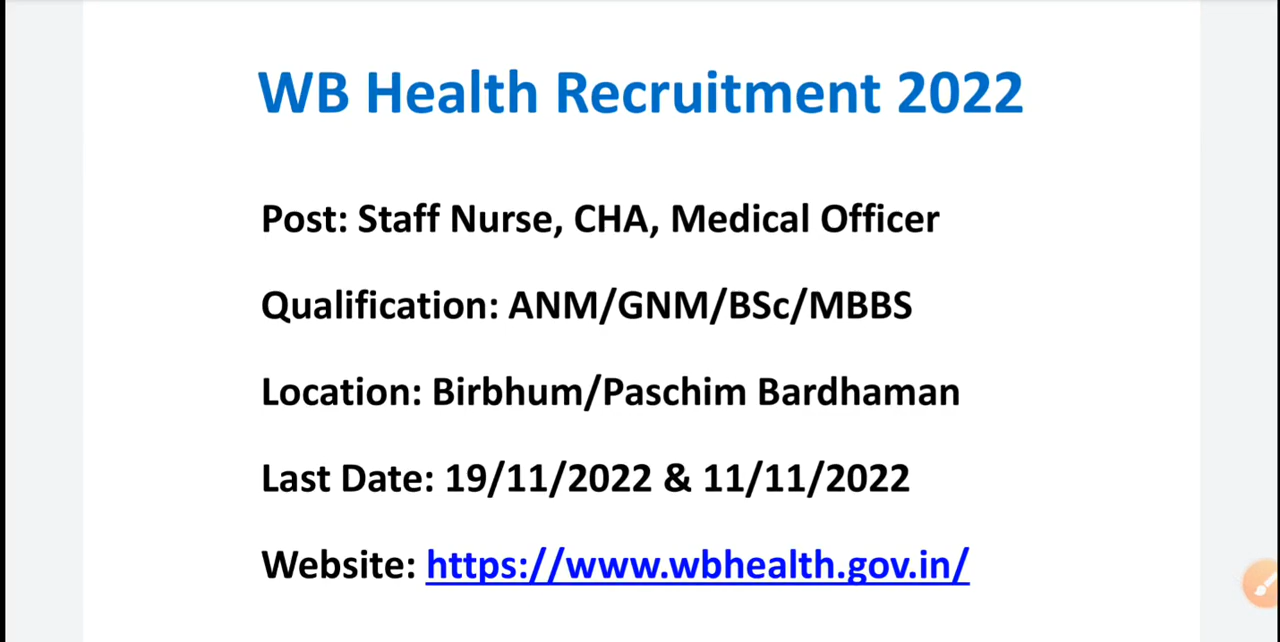 WB Health Recruitment 2022
Post: Staff Nurse, CHA, Medical Officer
Qualification: ANM/GNM/BSc/MBBS
Location: Birbhum/Paschim Bardhaman
Last Date: 19/11/2022 & 11/11/2022
Website: https://www.wbhealth.gov.in/